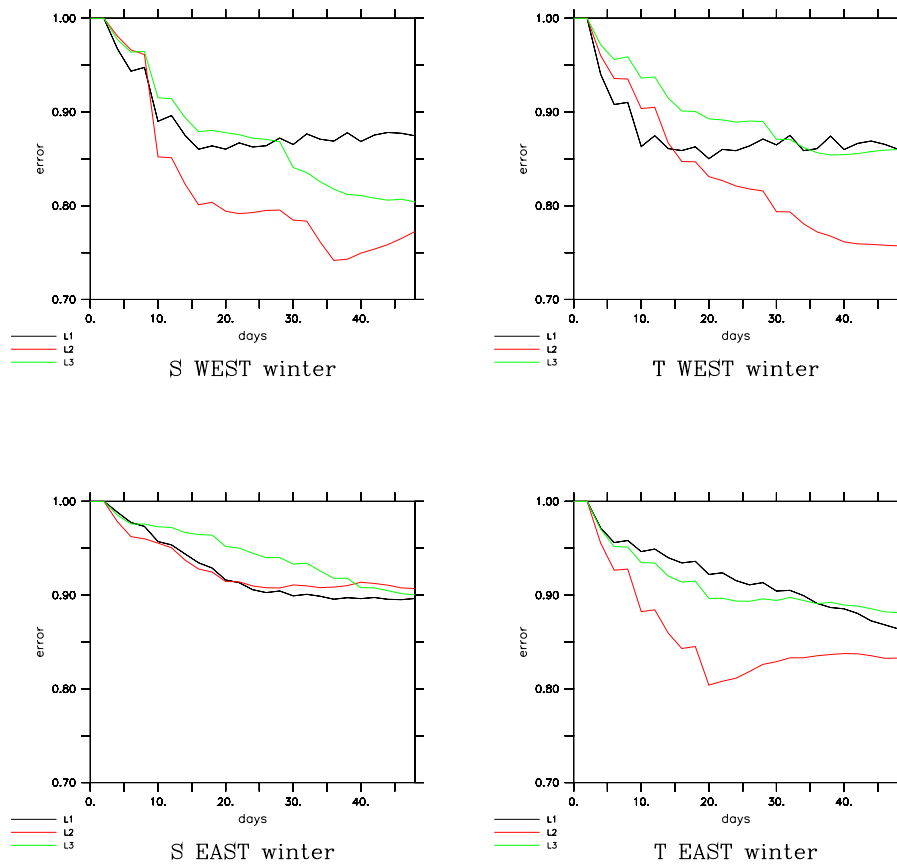 1.00
0.90
error
0.80
0.70
0. 10. 20. 30. 40.
days
L1
L2
L3
S WEST winter
1.00
0.90
error
0.80
0.70
0. 10. 20. 30. 40.
days
L1
L2
L3
T WEST winter
1.00
0.90
error
0.80
0.70
0. 10. 20. 30. 40.
days
L1
L2
L3
S EAST winter
1.00
0.90
error
0.80
0.70
0. 10. 20. 30. 40.
days
L1
L2
L3
T EAST winter